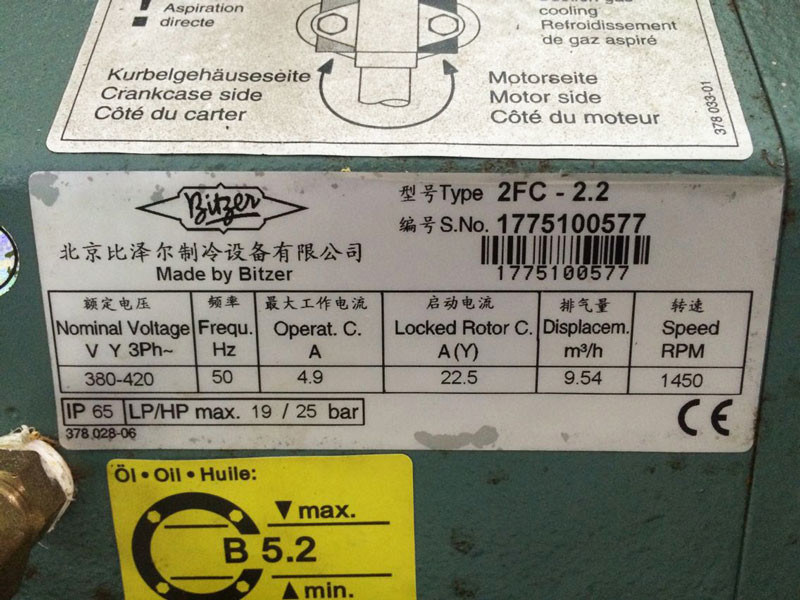 Aspiration
directe
cooling
Refroidissement
de gaz aspiré
Kurbelgehäuseseite
Crankcase side
Côté du carter
Motorseite
Motor side
Côté du moteur
378 033-01
Bitzer
北京比泽尔制冷设备有限公司
Made by Bitzer
型号Type 2FC - 2.2
编号S.No. 1775100577
1775100577
额定电压 频率 最大工作电流 启动电流 排气量 转速
Nominal Voltage Frequ. Operat. C. Locked Rotor C. Displacem. Speed
V Y 3Ph~ Hz A A(Y) m³/h RPM
380-420 50 4.9 22.5 9.54 1450
IP 65 LP/HP max. 19 / 25 bar
CE
378 028-06
Öl • Oil • Huile:
▼ max.
B 5.2
▲ min.